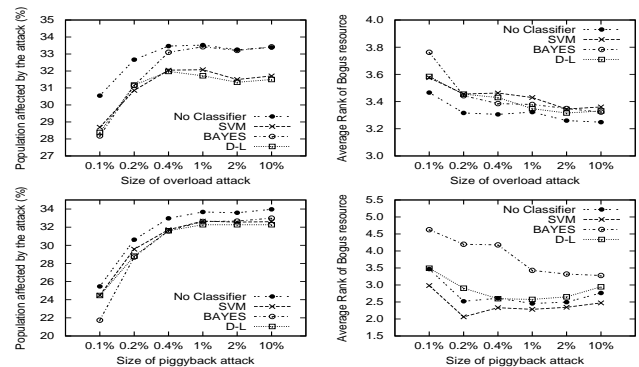 Population affected by the attack (%)
35
34
33
32
31
30
29
28
27
No Classifier
SVM
BAYES
D-L
0.1% 0.2% 0.4% 1% 2% 10%
Size of overload attack
Average Rank of Bogus resource
4.0
3.8
3.6
3.4
3.2
3.0
No Classifier
SVM
BAYES
D-L
0.1% 0.2% 0.4% 1% 2% 10%
Size of overload attack
Population affected by the attack (%)
34
32
30
28
26
24
22
20
No Classifier
SVM
BAYES
D-L
0.1% 0.2% 0.4% 1% 2% 10%
Size of piggyback attack
Average Rank of Bogus resource
5.5
5.0
4.5
4.0
3.5
3.0
2.5
2.0
1.5
No Classifier
SVM
BAYES
D-L
0.1% 0.2% 0.4% 1% 2% 10%
Size of piggyback attack